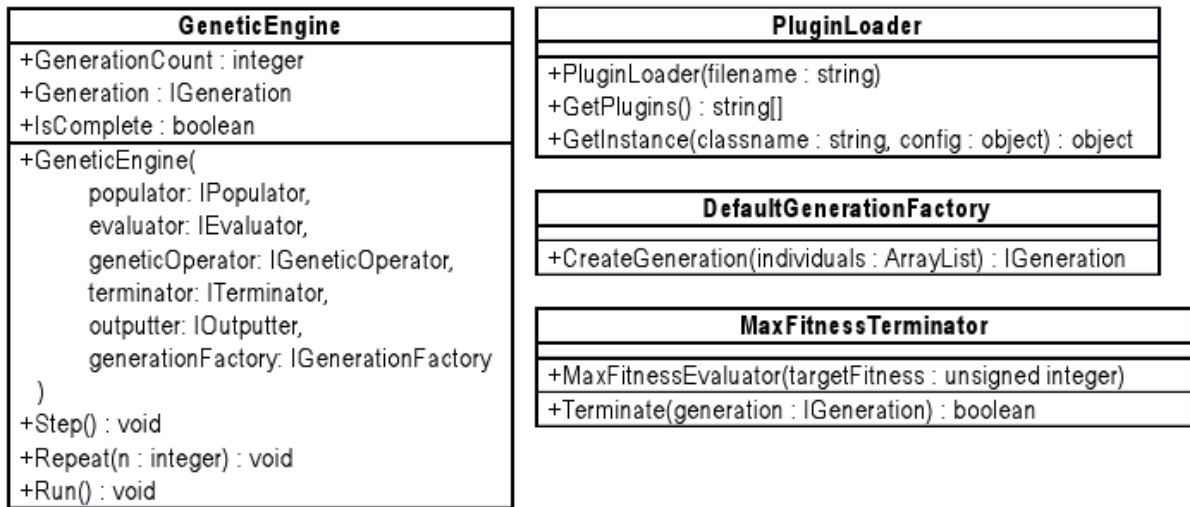 GeneticEngine
+GenerationCount : integer
+Generation : IGeneration
+IsComplete : boolean
+GeneticEngine(
populator: IPopulator,
evaluator: IEvaluator,
geneticOperator: IGeneticOperator,
terminator: ITerminator,
outputter: IOutputter,
generationFactory: IGenerationFactory
)
+Step() : void
+Repeat(n : integer) : void
+Run() : void
PluginLoader
+PluginLoader(filename : string)
+GetPlugins() : string[]
+GetInstance(classname : string, config : object) : object
DefaultGenerationFactory
+CreateGeneration(individuals : ArrayList) : IGeneration
MaxFitnessTerminator
+MaxFitnessEvaluator(targetFitness : unsigned integer)
+Terminate(generation : IGeneration) : boolean